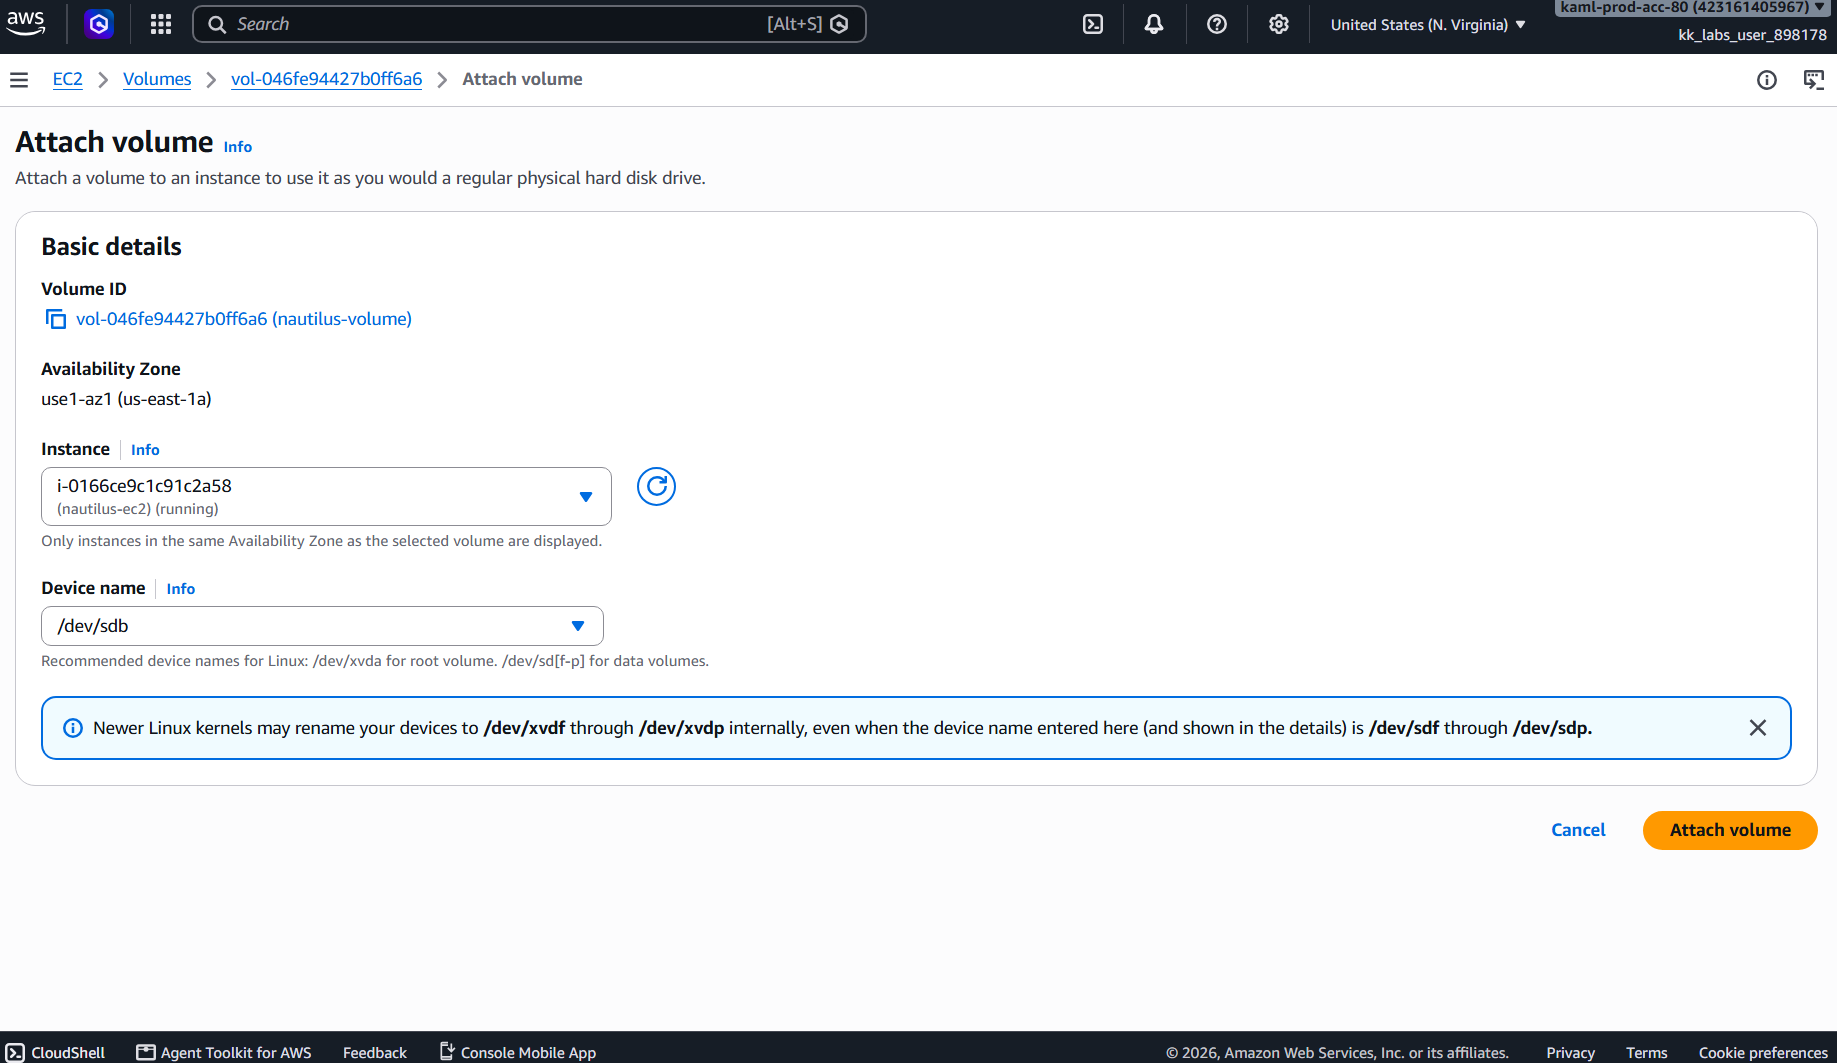 aws
Search [Alt+S]
United States (N. Virginia)
kaml-prod-acc-80 (423161405967)
kk_labs_user_898178
EC2 > Volumes > vol-046fe94427b0ff6a6 > Attach volume
Attach volume Info
Attach a volume to an instance to use it as you would a regular physical hard disk drive.
Basic details
Volume ID
vol-046fe94427b0ff6a6 (nautilus-volume)
Availability Zone
use1-az1 (us-east-1a)
Instance Info
i-0166ce9c1c91c2a58
(nautilus-ec2) (running)
Only instances in the same Availability Zone as the selected volume are displayed.
Device name Info
/dev/sdb
Recommended device names for Linux: /dev/xvda for root volume. /dev/sd[f-p] for data volumes.
Newer Linux kernels may rename your devices to /dev/xvdf through /dev/xvdp internally, even when the device name entered here (and shown in the details) is /dev/sdf through /dev/sdp.
Cancel Attach volume
CloudShell Agent Toolkit for AWS Feedback Console Mobile App © 2026, Amazon Web Services, Inc. or its affiliates. Privacy Terms Cookie preferences